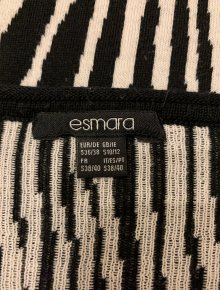 esmara
EUR/DE GB/IE
S36/38 S10/12
FR IT/ES/PT
S38/40 S38/40